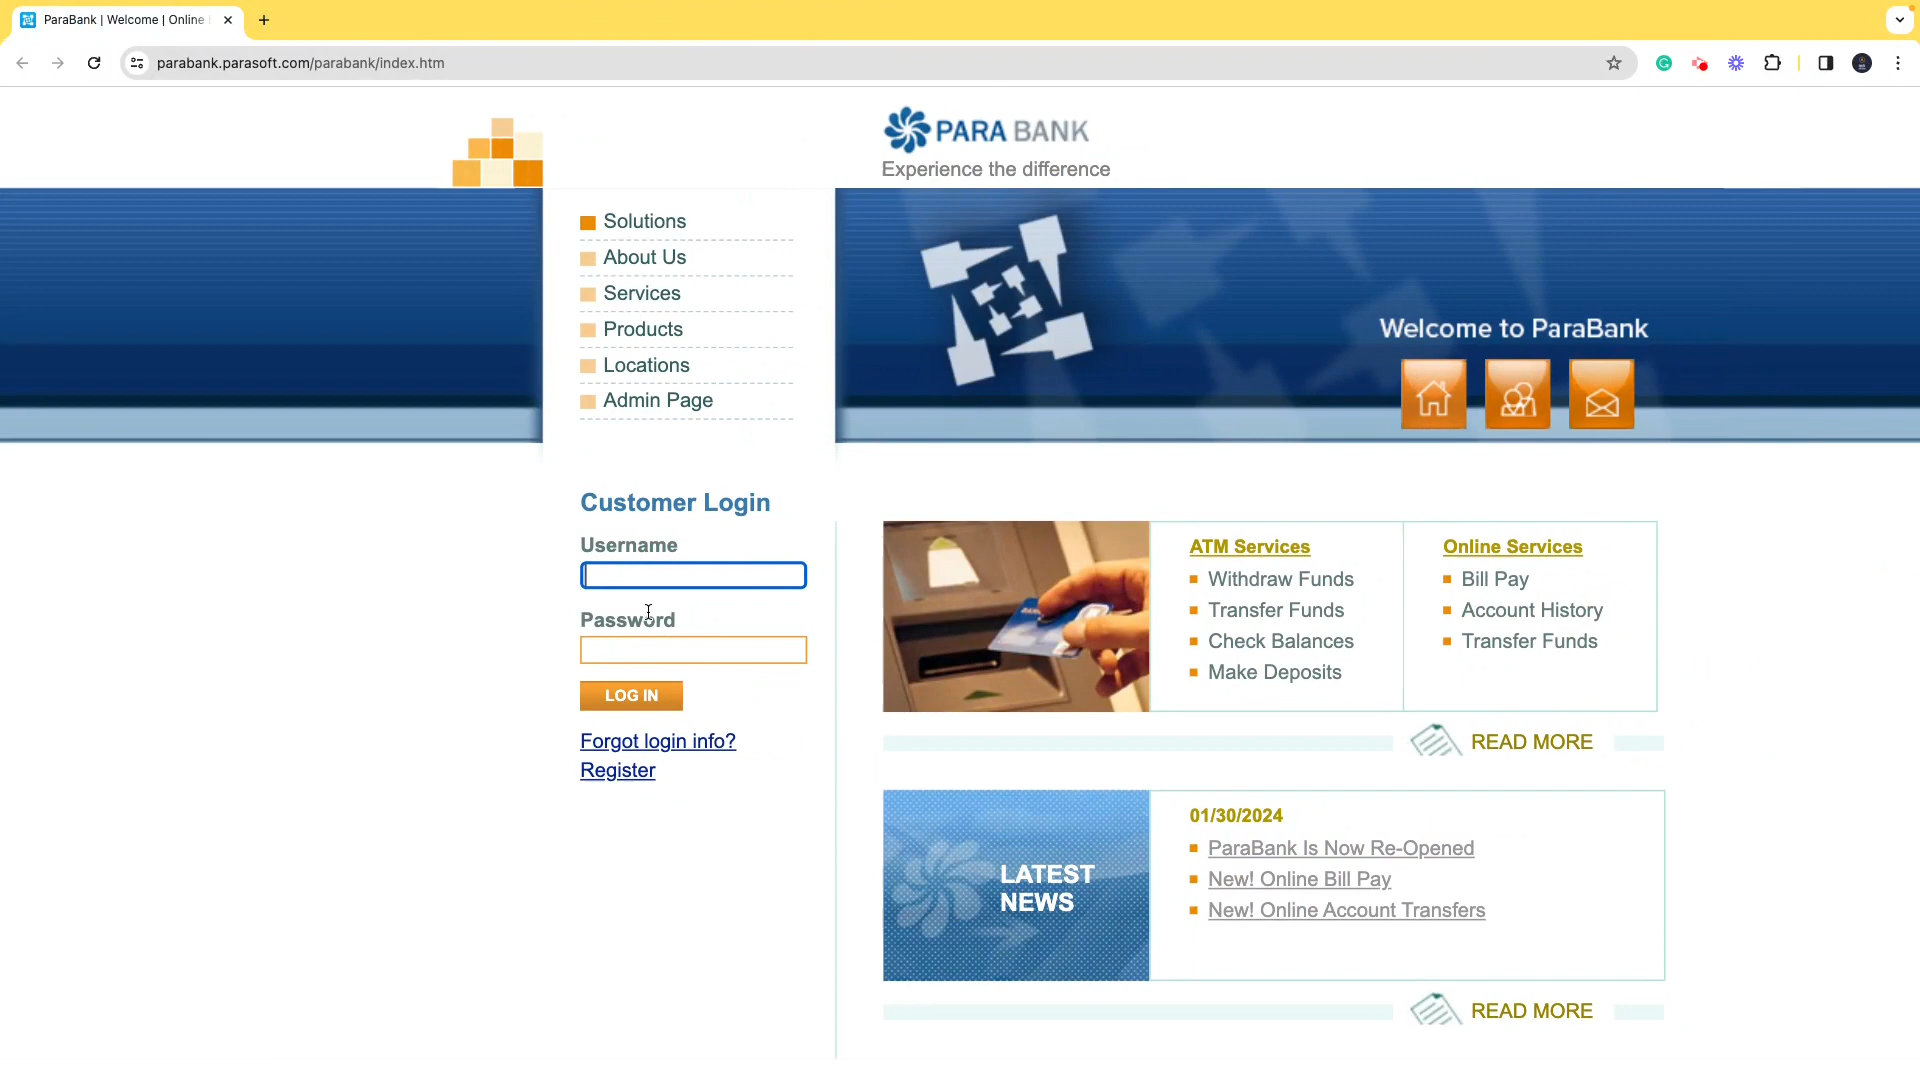 ParaBank | Welcome | Online
parabank.parasoft.com/parabank/index.htm
PARA BANK
Experience the difference
Solutions
About Us
Services
Products
Locations
Admin Page
Welcome to ParaBank
Customer Login
Username
Password
LOG IN
Forgot login info?
Register
ATM Services
Withdraw Funds
Transfer Funds
Check Balances
Make Deposits
Online Services
Bill Pay
Account History
Transfer Funds
READ MORE
LATEST
NEWS
01/30/2024
ParaBank Is Now Re-Opened
New! Online Bill Pay
New! Online Account Transfers
READ MORE